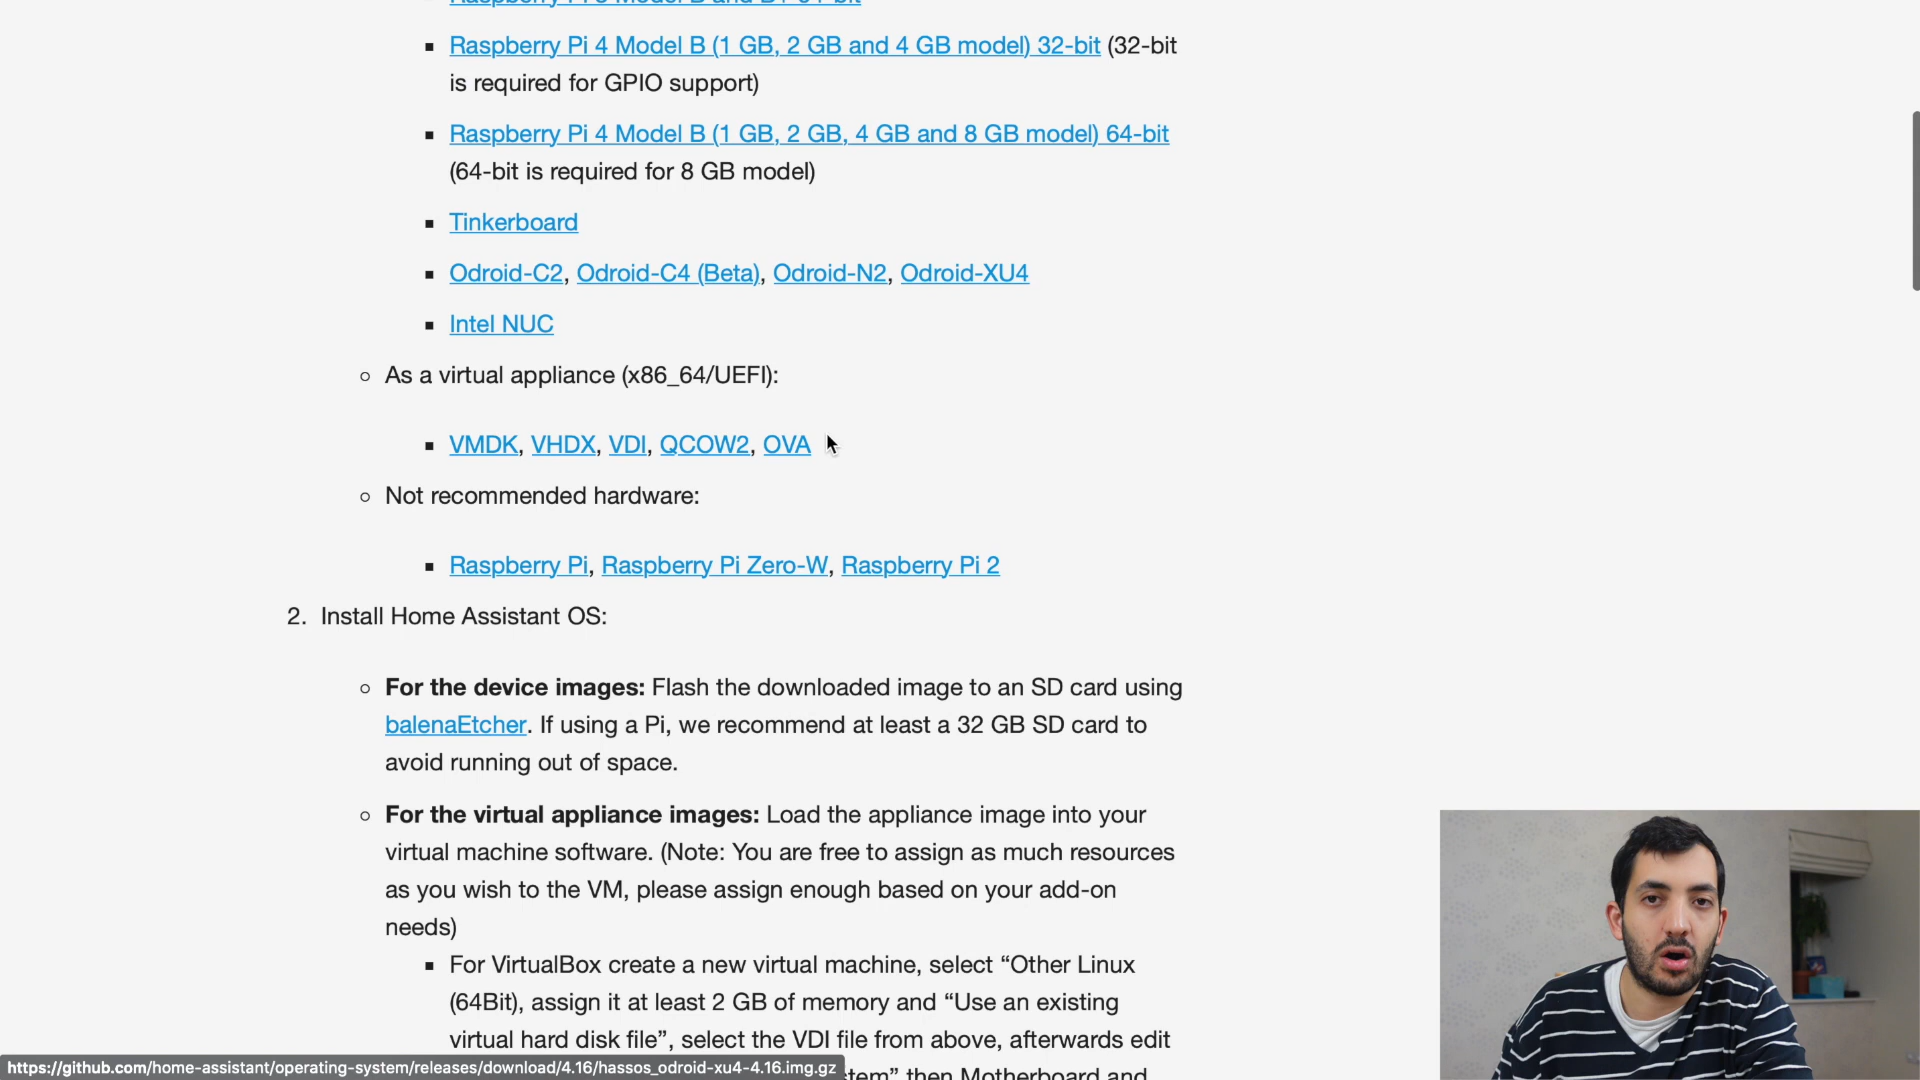 Raspberry Pi 3 Model B and B+ 64-bit
Raspberry Pi 4 Model B (1 GB, 2 GB and 4 GB model) 32-bit (32-bit
is required for GPIO support)
Raspberry Pi 4 Model B (1 GB, 2 GB, 4 GB and 8 GB model) 64-bit
(64-bit is required for 8 GB model)
Tinkerboard
Odroid-C2, Odroid-C4 (Beta), Odroid-N2, Odroid-XU4
Intel NUC
As a virtual appliance (x86_64/UEFI):
VMDK, VHDX, VDI, QCOW2, OVA
Not recommended hardware:
Raspberry Pi, Raspberry Pi Zero-W, Raspberry Pi 2
2. Install Home Assistant OS:
For the device images: Flash the downloaded image to an SD card using
balenaEtcher. If using a Pi, we recommend at least a 32 GB SD card to
avoid running out of space.
For the virtual appliance images: Load the appliance image into your
virtual machine software. (Note: You are free to assign as much resources
as you wish to the VM, please assign enough based on your add-on
needs)
For VirtualBox create a new virtual machine, select “Other Linux
(64Bit), assign it at least 2 GB of memory and “Use an existing
virtual hard disk file”, select the VDI file from above, afterwards edit
then Motherboard and
https://github.com/home-assistant/operating-system/releases/download/4.16/hassos_odroid-xu4-4.16.img.gz